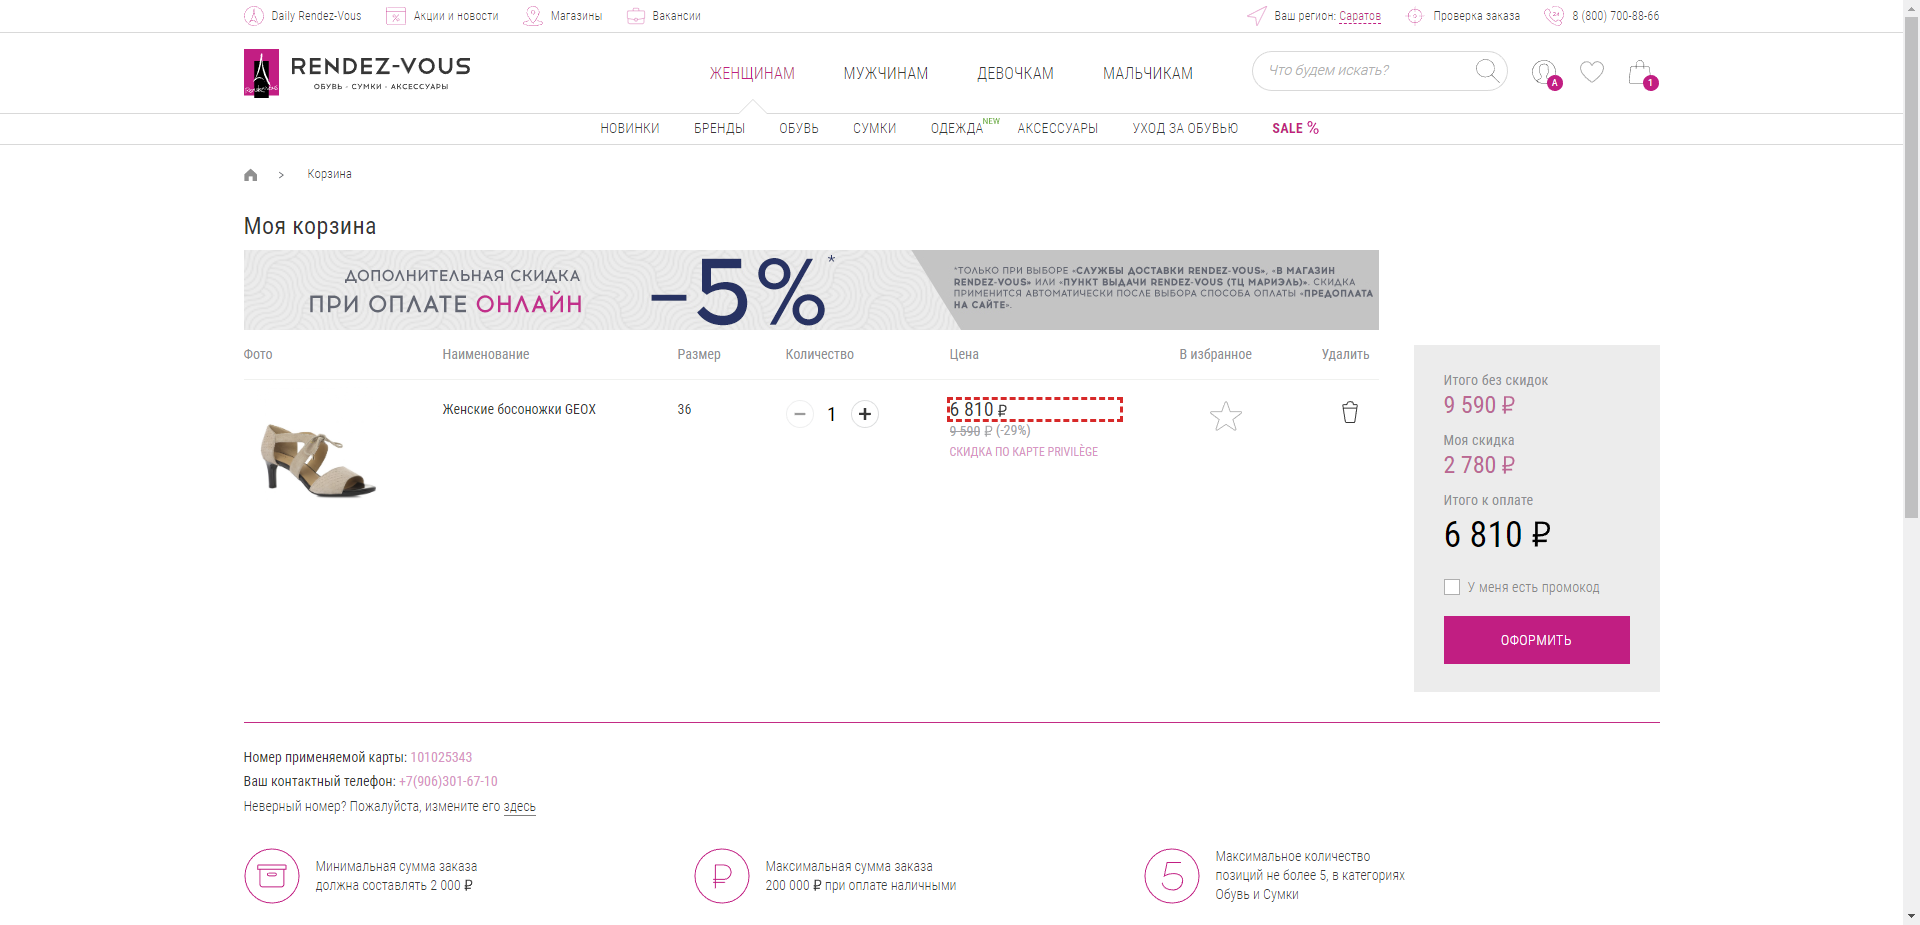 Daily Rendez-Vous
Акции и новости
Магазины
Вакансии
Ваш регион: Саратов
Проверка заказа
8 (800) 700-88-66
RENDEZ-VOUS
ОБУВЬ · СУМКИ · АКСЕССУАРЫ
ЖЕНЩИНАМ
МУЖЧИНАМ
ДЕВОЧКАМ
МАЛЬЧИКАМ
Что будем искать?
A
1
НОВИНКИ
БРЕНДЫ
ОБУВЬ
СУМКИ
ОДЕЖДА NEW
АКСЕССУАРЫ
УХОД ЗА ОБУВЬЮ
SALE %
> Корзина
Моя корзина
ДОПОЛНИТЕЛЬНАЯ СКИДКА
ПРИ ОПЛАТЕ ОНЛАЙН
–5%*
*ТОЛЬКО ПРИ ВЫБОРЕ «СЛУЖБЫ ДОСТАВКИ RENDEZ-VOUS», «В МАГАЗИН
RENDEZ-VOUS» ИЛИ «ПУНКТ ВЫДАЧИ RENDEZ-VOUS (ТЦ МАРИЭЛЬ)». СКИДКА
ПРИМЕНИТСЯ АВТОМАТИЧЕСКИ ПОСЛЕ ВЫБОРА СПОСОБА ОПЛАТЫ «ПРЕДОПЛАТА
НА САЙТЕ».
Фото
Наименование
Размер
Количество
Цена
В избранное
Удалить
Женские босоножки GEOX
36
− 1 +
6 810 ₽
9 590 ₽ (-29%)
СКИДКА ПО КАРТЕ PRIVILÈGE
Итого без скидок
9 590 ₽
Моя скидка
2 780 ₽
Итого к оплате
6 810 ₽
У меня есть промокод
ОФОРМИТЬ
Номер применяемой карты: 101025343
Ваш контактный телефон: +7(906)301-67-10
Неверный номер? Пожалуйста, измените его здесь
Минимальная сумма заказа
должна составлять 2 000 ₽
₽
Максимальная сумма заказа
200 000 ₽ при оплате наличными
5
Максимальное количество
позиций не более 5, в категориях
Обувь и Сумки